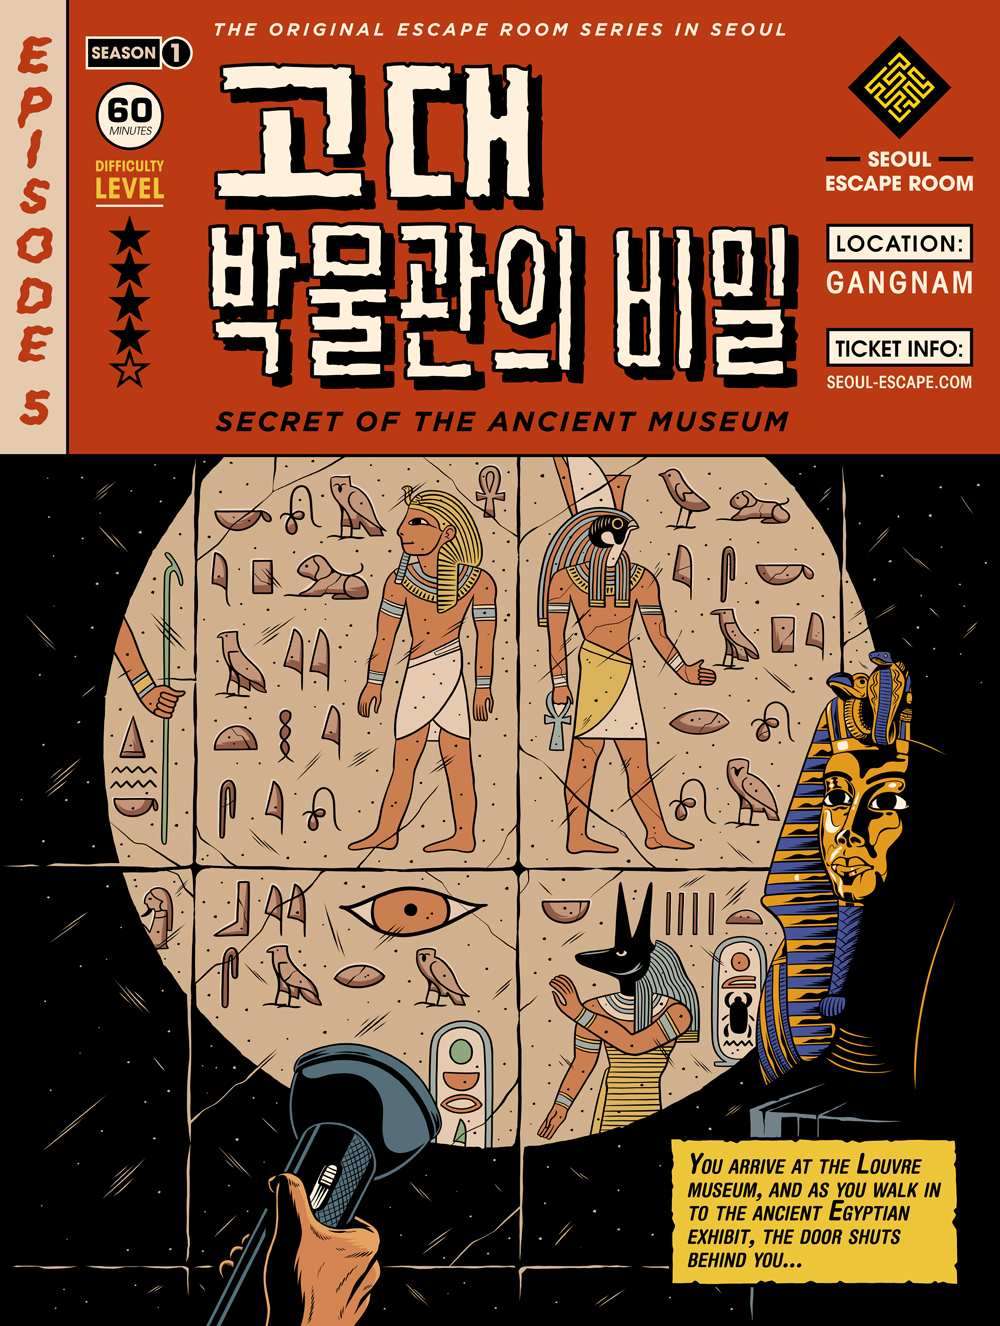 THE ORIGINAL ESCAPE ROOM SERIES IN SEOUL
EPISODE 5
SEASON 1
60
MINUTES
DIFFICULTY
LEVEL
고대
박물관의 비밀
SECRET OF THE ANCIENT MUSEUM
SEOUL
ESCAPE ROOM
LOCATION:
GANGNAM
TICKET INFO:
SEOUL-ESCAPE.COM
YOU ARRIVE AT THE LOUVRE
MUSEUM, AND AS YOU WALK IN
TO THE ANCIENT EGYPTIAN
EXHIBIT, THE DOOR SHUTS
BEHIND YOU...